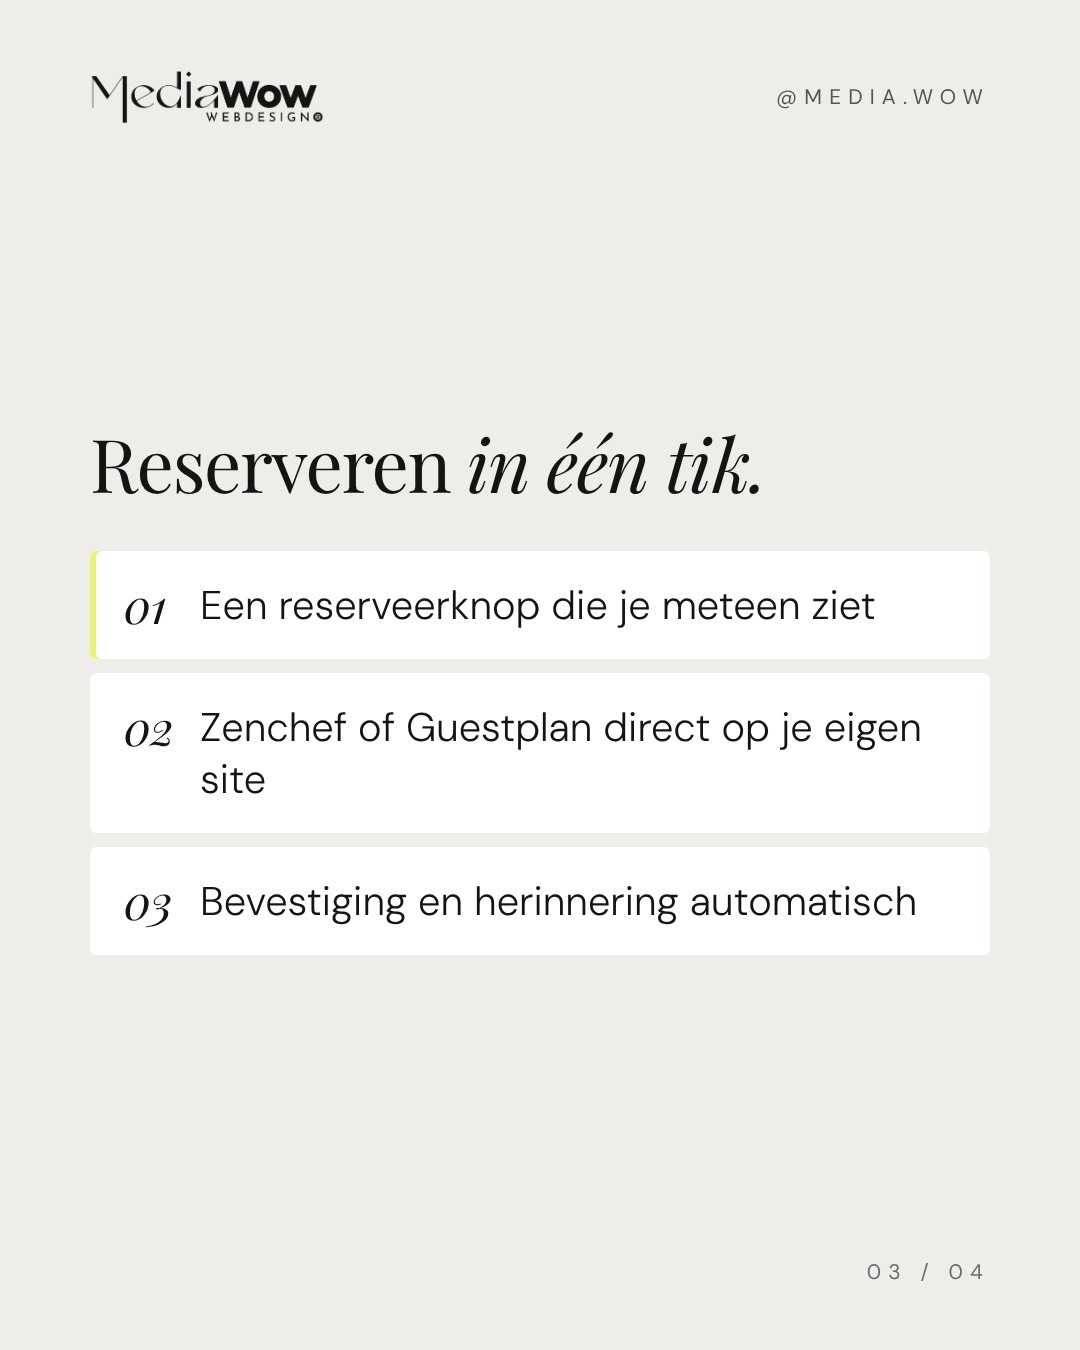 MediaWow
WEBDESIGN
@MEDIA.WOW
Reserveren in één tik.
01 Een reserveerknop die je meteen ziet
02 Zenchef of Guestplan direct op je eigen
site
03 Bevestiging en herinnering automatisch
03 / 04